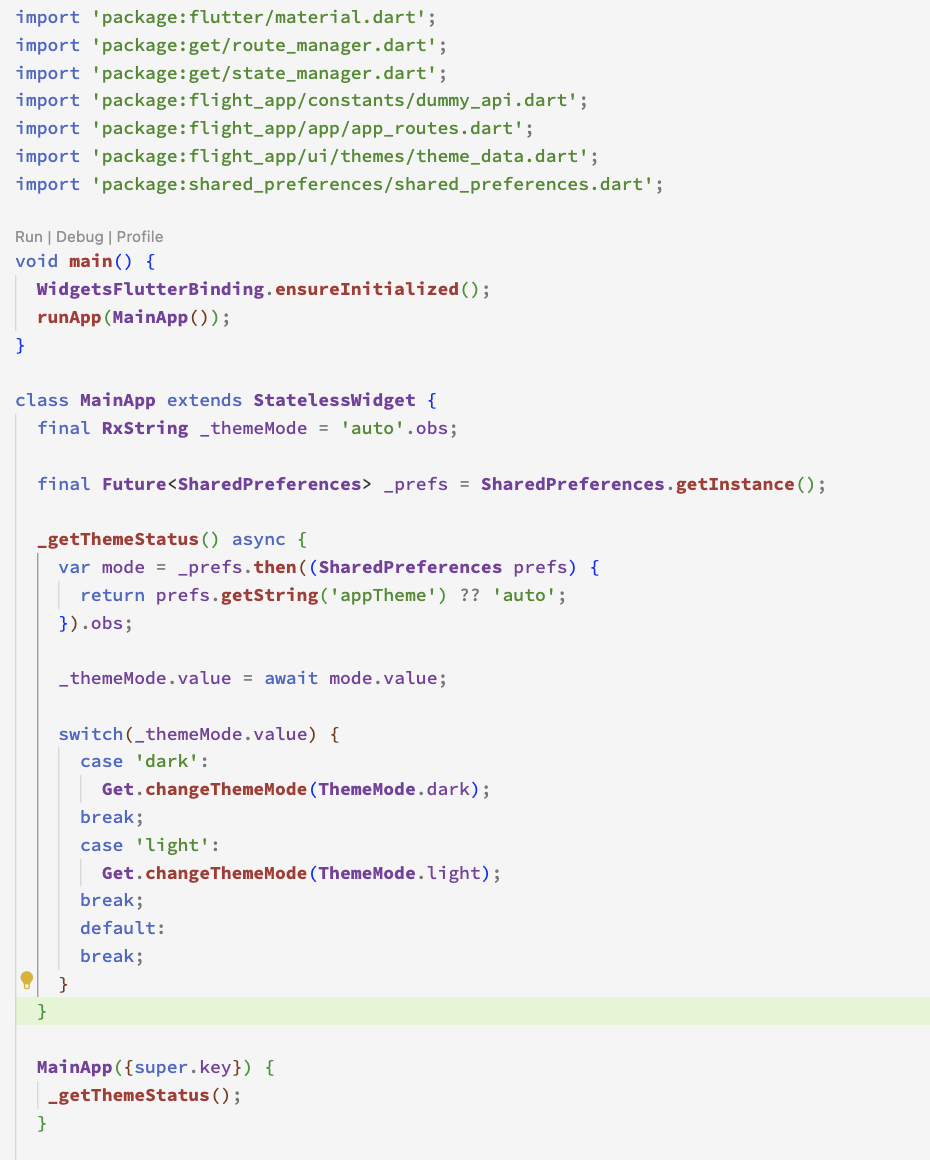 import 'package:flutter/material.dart';
import 'package:get/route_manager.dart';
import 'package:get/state_manager.dart';
import 'package:flight_app/constants/dummy_api.dart';
import 'package:flight_app/app/app_routes.dart';
import 'package:flight_app/ui/themes/theme_data.dart';
import 'package:shared_preferences/shared_preferences.dart';

Run | Debug | Profile
void main() {
  WidgetsFlutterBinding.ensureInitialized();
  runApp(MainApp());
}

class MainApp extends StatelessWidget {
  final RxString _themeMode = 'auto'.obs;

  final Future<SharedPreferences> _prefs = SharedPreferences.getInstance();

  _getThemeStatus() async {
    var mode = _prefs.then((SharedPreferences prefs) {
      return prefs.getString('appTheme') ?? 'auto';
    }).obs;

    _themeMode.value = await mode.value;

    switch(_themeMode.value) {
      case 'dark':
        Get.changeThemeMode(ThemeMode.dark);
      break;
      case 'light':
        Get.changeThemeMode(ThemeMode.light);
      break;
      default:
      break;
    }
  }

  MainApp({super.key}) {
   _getThemeStatus();
  }